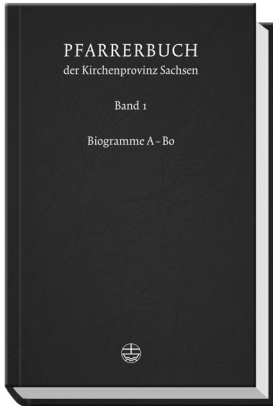 PFARRERBUCH
der Kirchenprovinz Sachsen
Band 1
Biogramme A – Bo